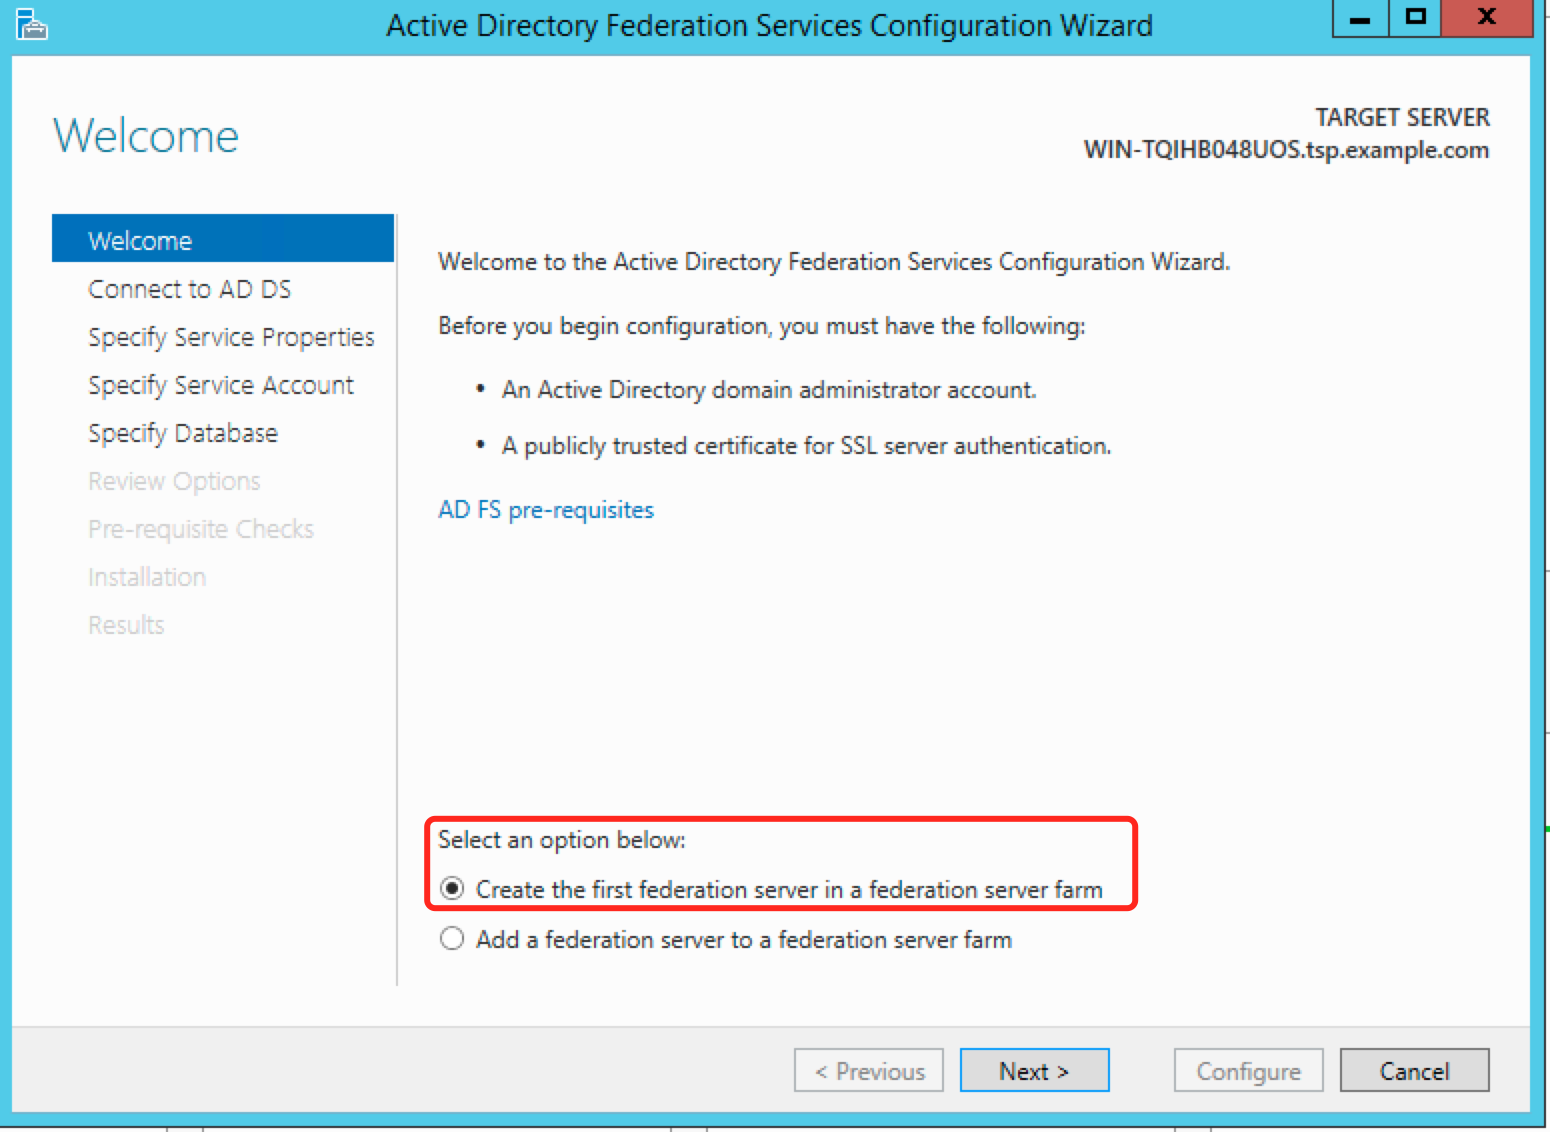 Active Directory Federation Services Configuration Wizard
Welcome
TARGET SERVER
WIN-TQIHB048UOS.tsp.example.com
Welcome
Connect to AD DS
Specify Service Properties
Specify Service Account
Specify Database
Review Options
Pre-requisite Checks
Installation
Results
Welcome to the Active Directory Federation Services Configuration Wizard.
Before you begin configuration, you must have the following:
• An Active Directory domain administrator account.
• A publicly trusted certificate for SSL server authentication.
AD FS pre-requisites
Select an option below:
Create the first federation server in a federation server farm
Add a federation server to a federation server farm
< Previous
Next >
Configure
Cancel